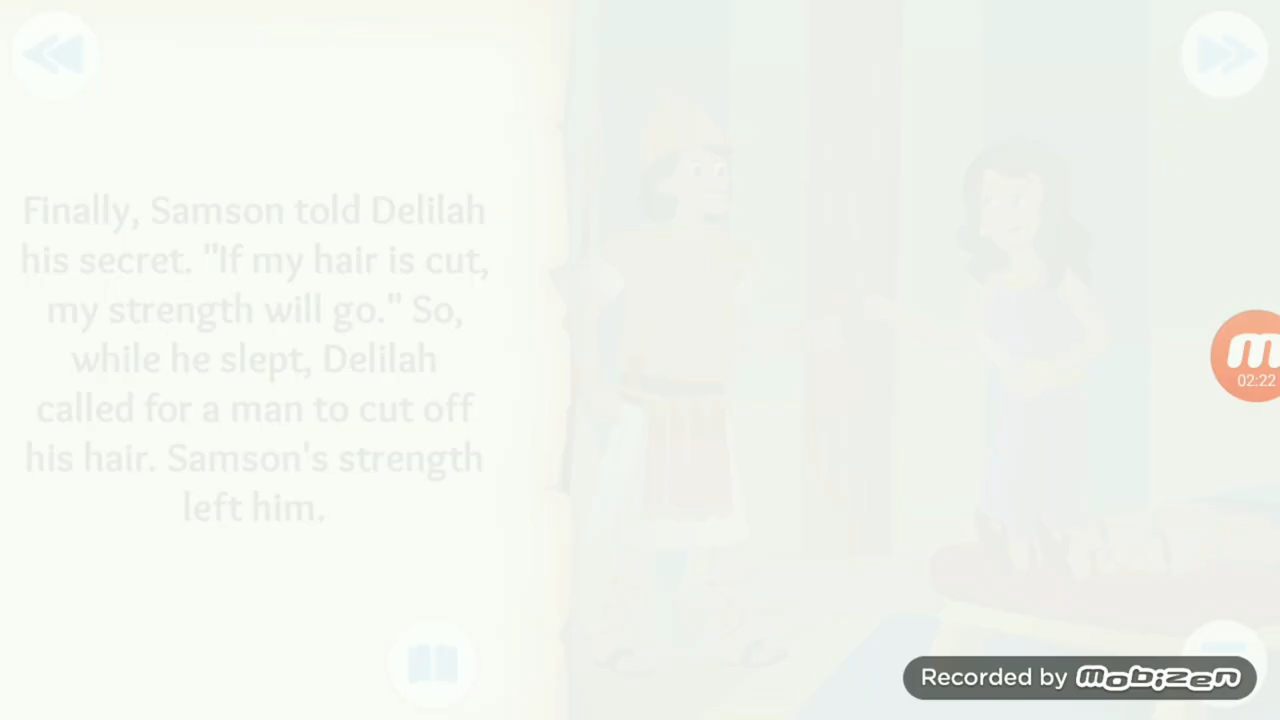 Finally, Samson told Delilah
his secret. "If my hair is cut,
my strength will go." So,
while he slept, Delilah
called for a man to cut off
his hair. Samson's strength
left him.
m
02:22
Recorded by mobizen